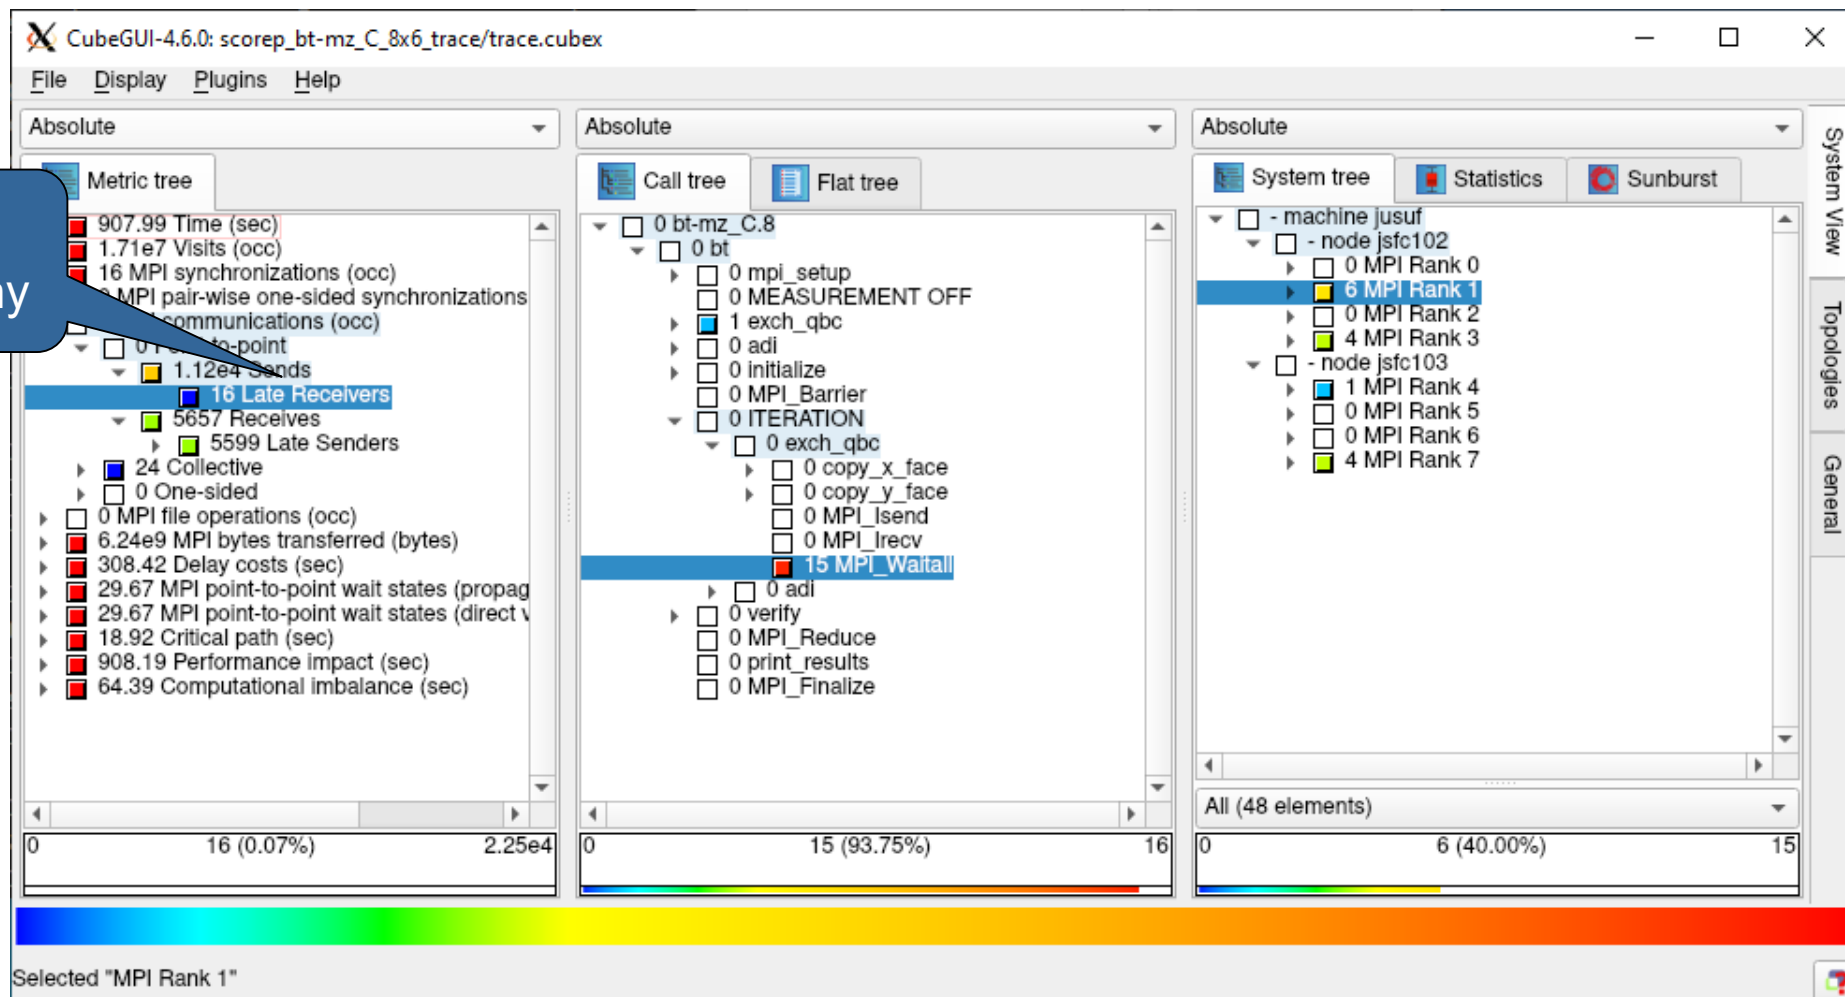 CubeGUI-4.6.0: scorep_bt-mz_C_8x6_trace/trace.cubex
File Display Plugins Help
Absolute
Metric tree
907.99 Time (sec)
1.71e7 Visits (occ)
16 MPI synchronizations (occ)
MPI pair-wise one-sided synchronizations
communications (occ)
0
to-point
1.12e4 Sends
16 Late Receivers
5657 Receives
5599 Late Senders
24 Collective
0 One-sided
0 MPI file operations (occ)
6.24e9 MPI bytes transferred (bytes)
308.42 Delay costs (sec)
29.67 MPI point-to-point wait states (propag
29.67 MPI point-to-point wait states (direct v
18.92 Critical path (sec)
908.19 Performance impact (sec)
64.39 Computational imbalance (sec)
0 16 (0.07%) 2.25e4
Absolute
Call tree Flat tree
0 bt-mz_C.8
0 bt
0 mpi_setup
0 MEASUREMENT OFF
1 exch_qbc
0 adi
0 initialize
0 MPI_Barrier
0 ITERATION
0 exch_qbc
0 copy_x_face
0 copy_y_face
0 MPI_Isend
0 MPI_Irecv
15 MPI_Waitall
0 adi
0 verify
0 MPI_Reduce
0 print_results
0 MPI_Finalize
0 15 (93.75%) 16
Absolute
System tree Statistics Sunburst
- machine jusuf
- node jsfc102
0 MPI Rank 0
6 MPI Rank 1
0 MPI Rank 2
4 MPI Rank 3
- node jsfc103
1 MPI Rank 4
0 MPI Rank 5
0 MPI Rank 6
4 MPI Rank 7
All (48 elements)
0 6 (40.00%) 15
System View
Topologies
General
Selected "MPI Rank 1"